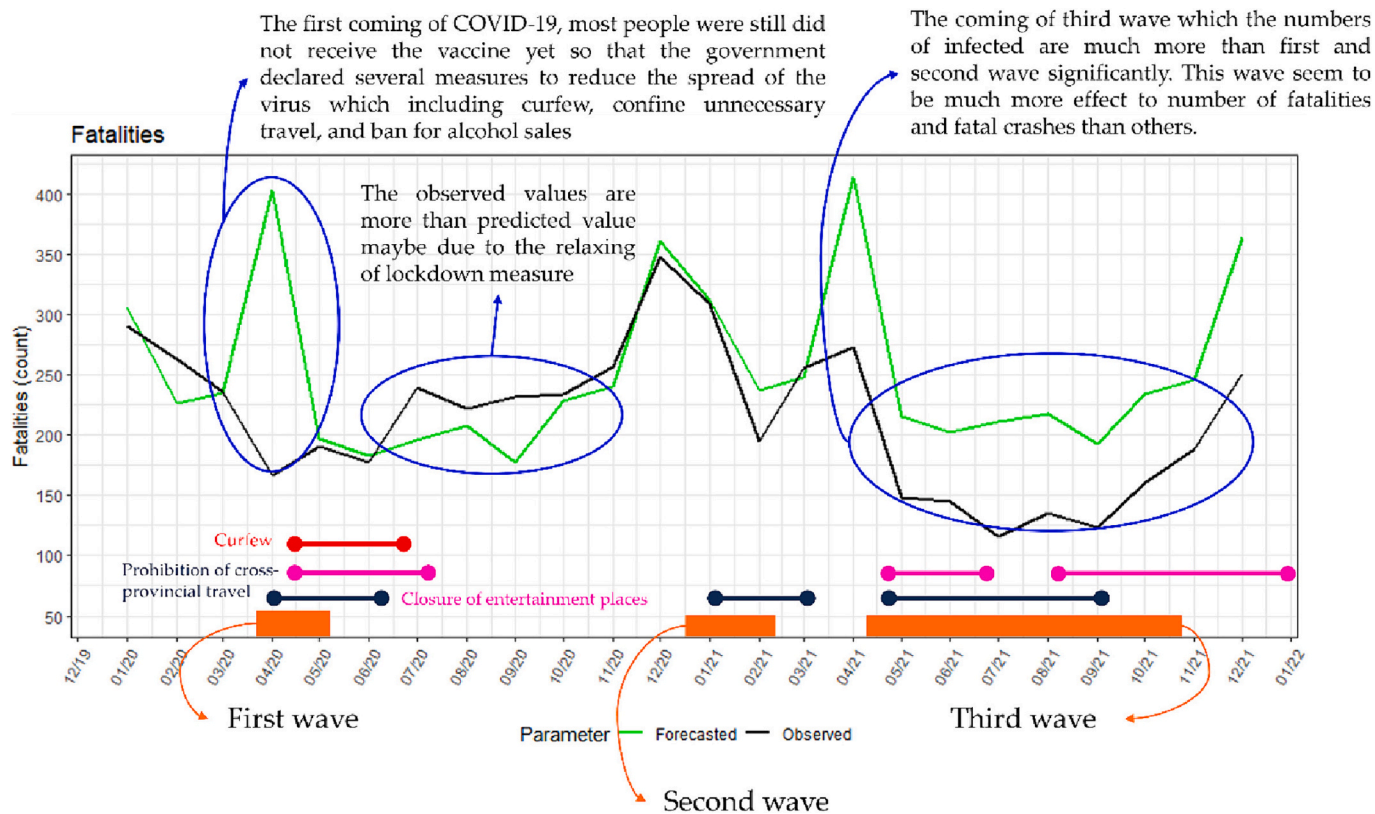 The first coming of COVID-19, most people were still did
not receive the vaccine yet so that the government
declared several measures to reduce the spread of the
virus which including curfew, confine unnecessary
travel, and ban for alcohol sales
The coming of third wave which the numbers
of infected are much more than first and
second wave significantly. This wave seem to
be much more effect to number of fatalities
and fatal crashes than others.
Fatalities
The observed values are
more than predicted value
maybe due to the relaxing
of lockdown measure
Fatalities (count)
400
350
300
250
200
150
100
50
Curfew
Prohibition of cross-
provincial travel
Closure of entertainment places
12/19
01/20
02/20
03/20
04/20
05/20
06/20
07/20
08/20
09/20
10/20
11/20
12/20
01/21
02/21
03/21
04/21
05/21
06/21
07/21
08/21
09/21
10/21
11/21
12/21
01/22
First wave
Third wave
Parameter Forecasted Observed
Second wave